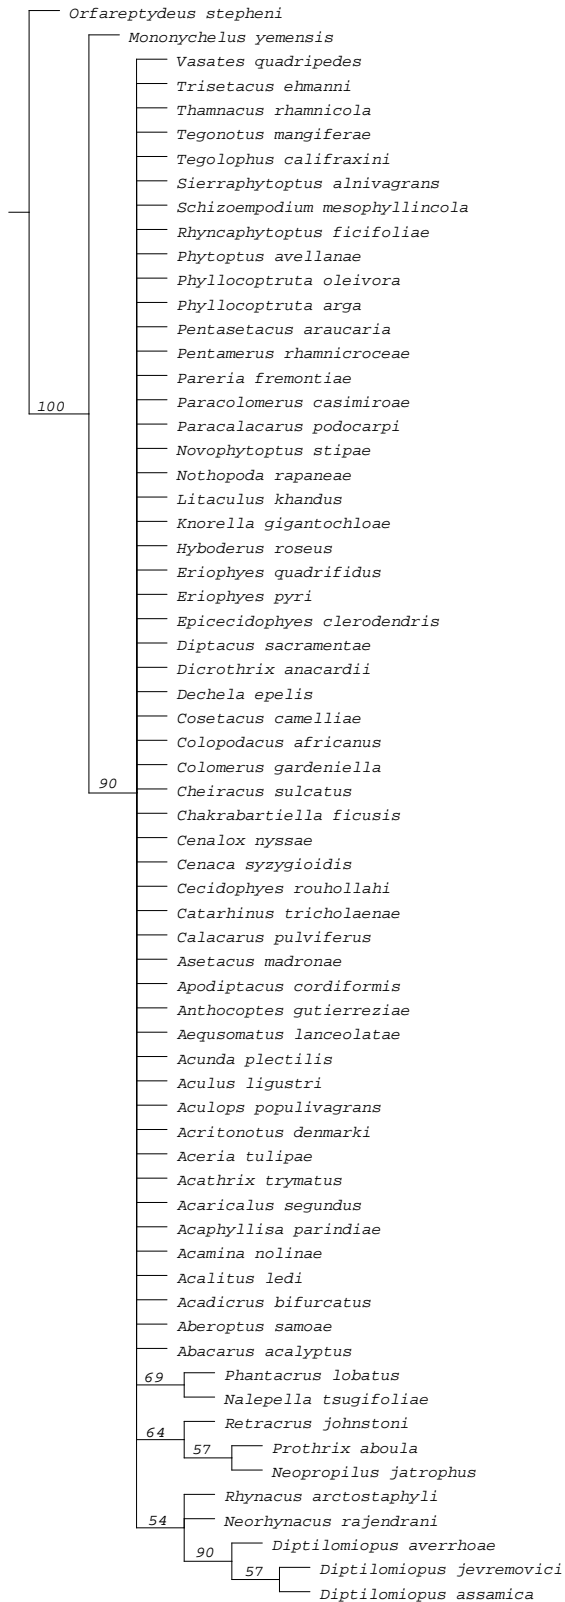 Orfareptydeus stepheni
Mononychelus yemensis
Vasates quadripedes
Trisetacus ehmanni
Thamnacus rhamnicola
Tegonotus mangiferae
Tegolophus califraxini
Sierraphytoptus alnivagrans
Schizoempodium mesophyllincola
Rhyncaphytoptus ficifoliae
Phytoptus avellanae
Phyllocoptruta oleivora
Phyllocoptruta arga
Pentasetacus araucaria
Pentamerus rhamnicroceae
Pareria fremontiae
100
Paracolomerus casimiroae
Paracalacarus podocarpi
Novophytoptus stipae
Nothopoda rapaneae
Litaculus khandus
Knorella gigantochloae
Hyboderus roseus
Eriophyes quadrifidus
Eriophyes pyri
Epicecidophyes clerodendris
Diptacus sacramentae
Dicrothrix anacardii
Dechela epelis
Cosetacus camelliae
Colopodacus africanus
Colomerus gardeniella
90
Cheiracus sulcatus
Chakrabartiella ficusis
Cenalox nyssae
Cenaca syzygioidis
Cecidophyes rouhollahi
Catarhinus tricholaenae
Calacarus pulviferus
Asetacus madronae
Apodiptacus cordiformis
Anthocoptes gutierreziae
Aequsomatus lanceolatae
Acunda plectilis
Aculus ligustri
Aculops populivagrans
Acritonotus denmarki
Aceria tulipae
Acathrix trymatus
Acaricalus segundus
Acaphyllisa parindiae
Acamina nolinae
Acalitus ledi
Acadicrus bifurcatus
Aberoptus samoae
Abacarus acalyptus
69
Phantacrus lobatus
Nalepella tsugifoliae
64
Retracrus johnstoni
57
Prothrix aboula
Neopropilus jatrophus
Rhynacus arctostaphyli
54
Neorhynacus rajendrani
90
Diptilomiopus averrhoae
57
Diptilomiopus jevremovici
Diptilomiopus assamica